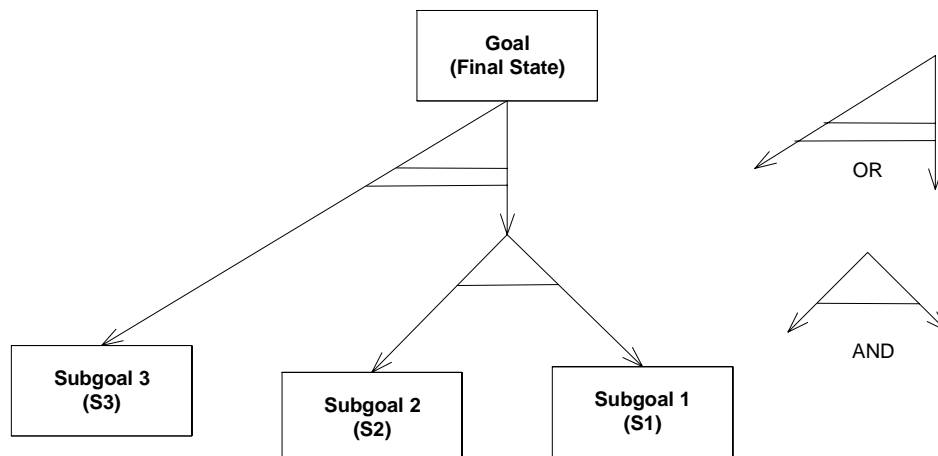 Goal
(Final State)
OR
AND
Subgoal 3
(S3)
Subgoal 2
(S2)
Subgoal 1
(S1)